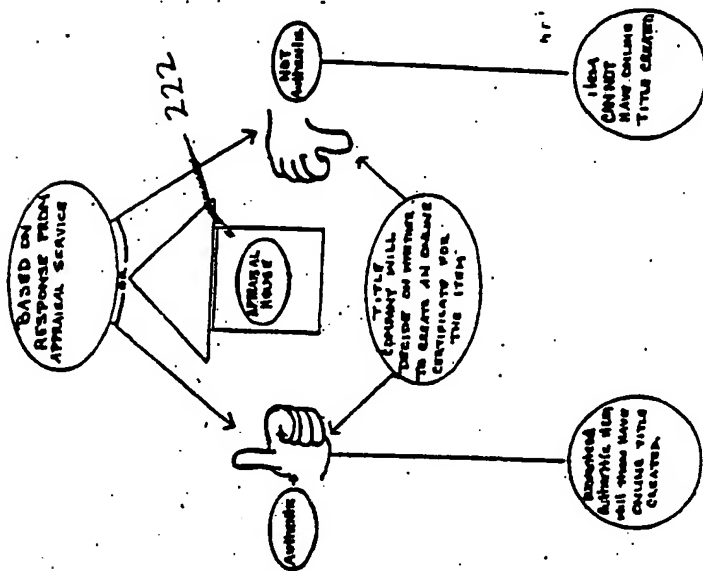 BASED ON
RESPONSE FROM
APPRAISAL SERVICE
OR
222
APPRAISAL
HOUSE
Authentic
NOT
Authentic
TITLE
COMPANY WILL
DECIDE ON WHETHER
TO CREATE AN ONLINE
CERTIFICATE FOR
THE ITEM
Authentic item
will then have
ONLINE TITLE
CREATED
item
CANNOT
HAVE ONLINE
TITLE CREATED